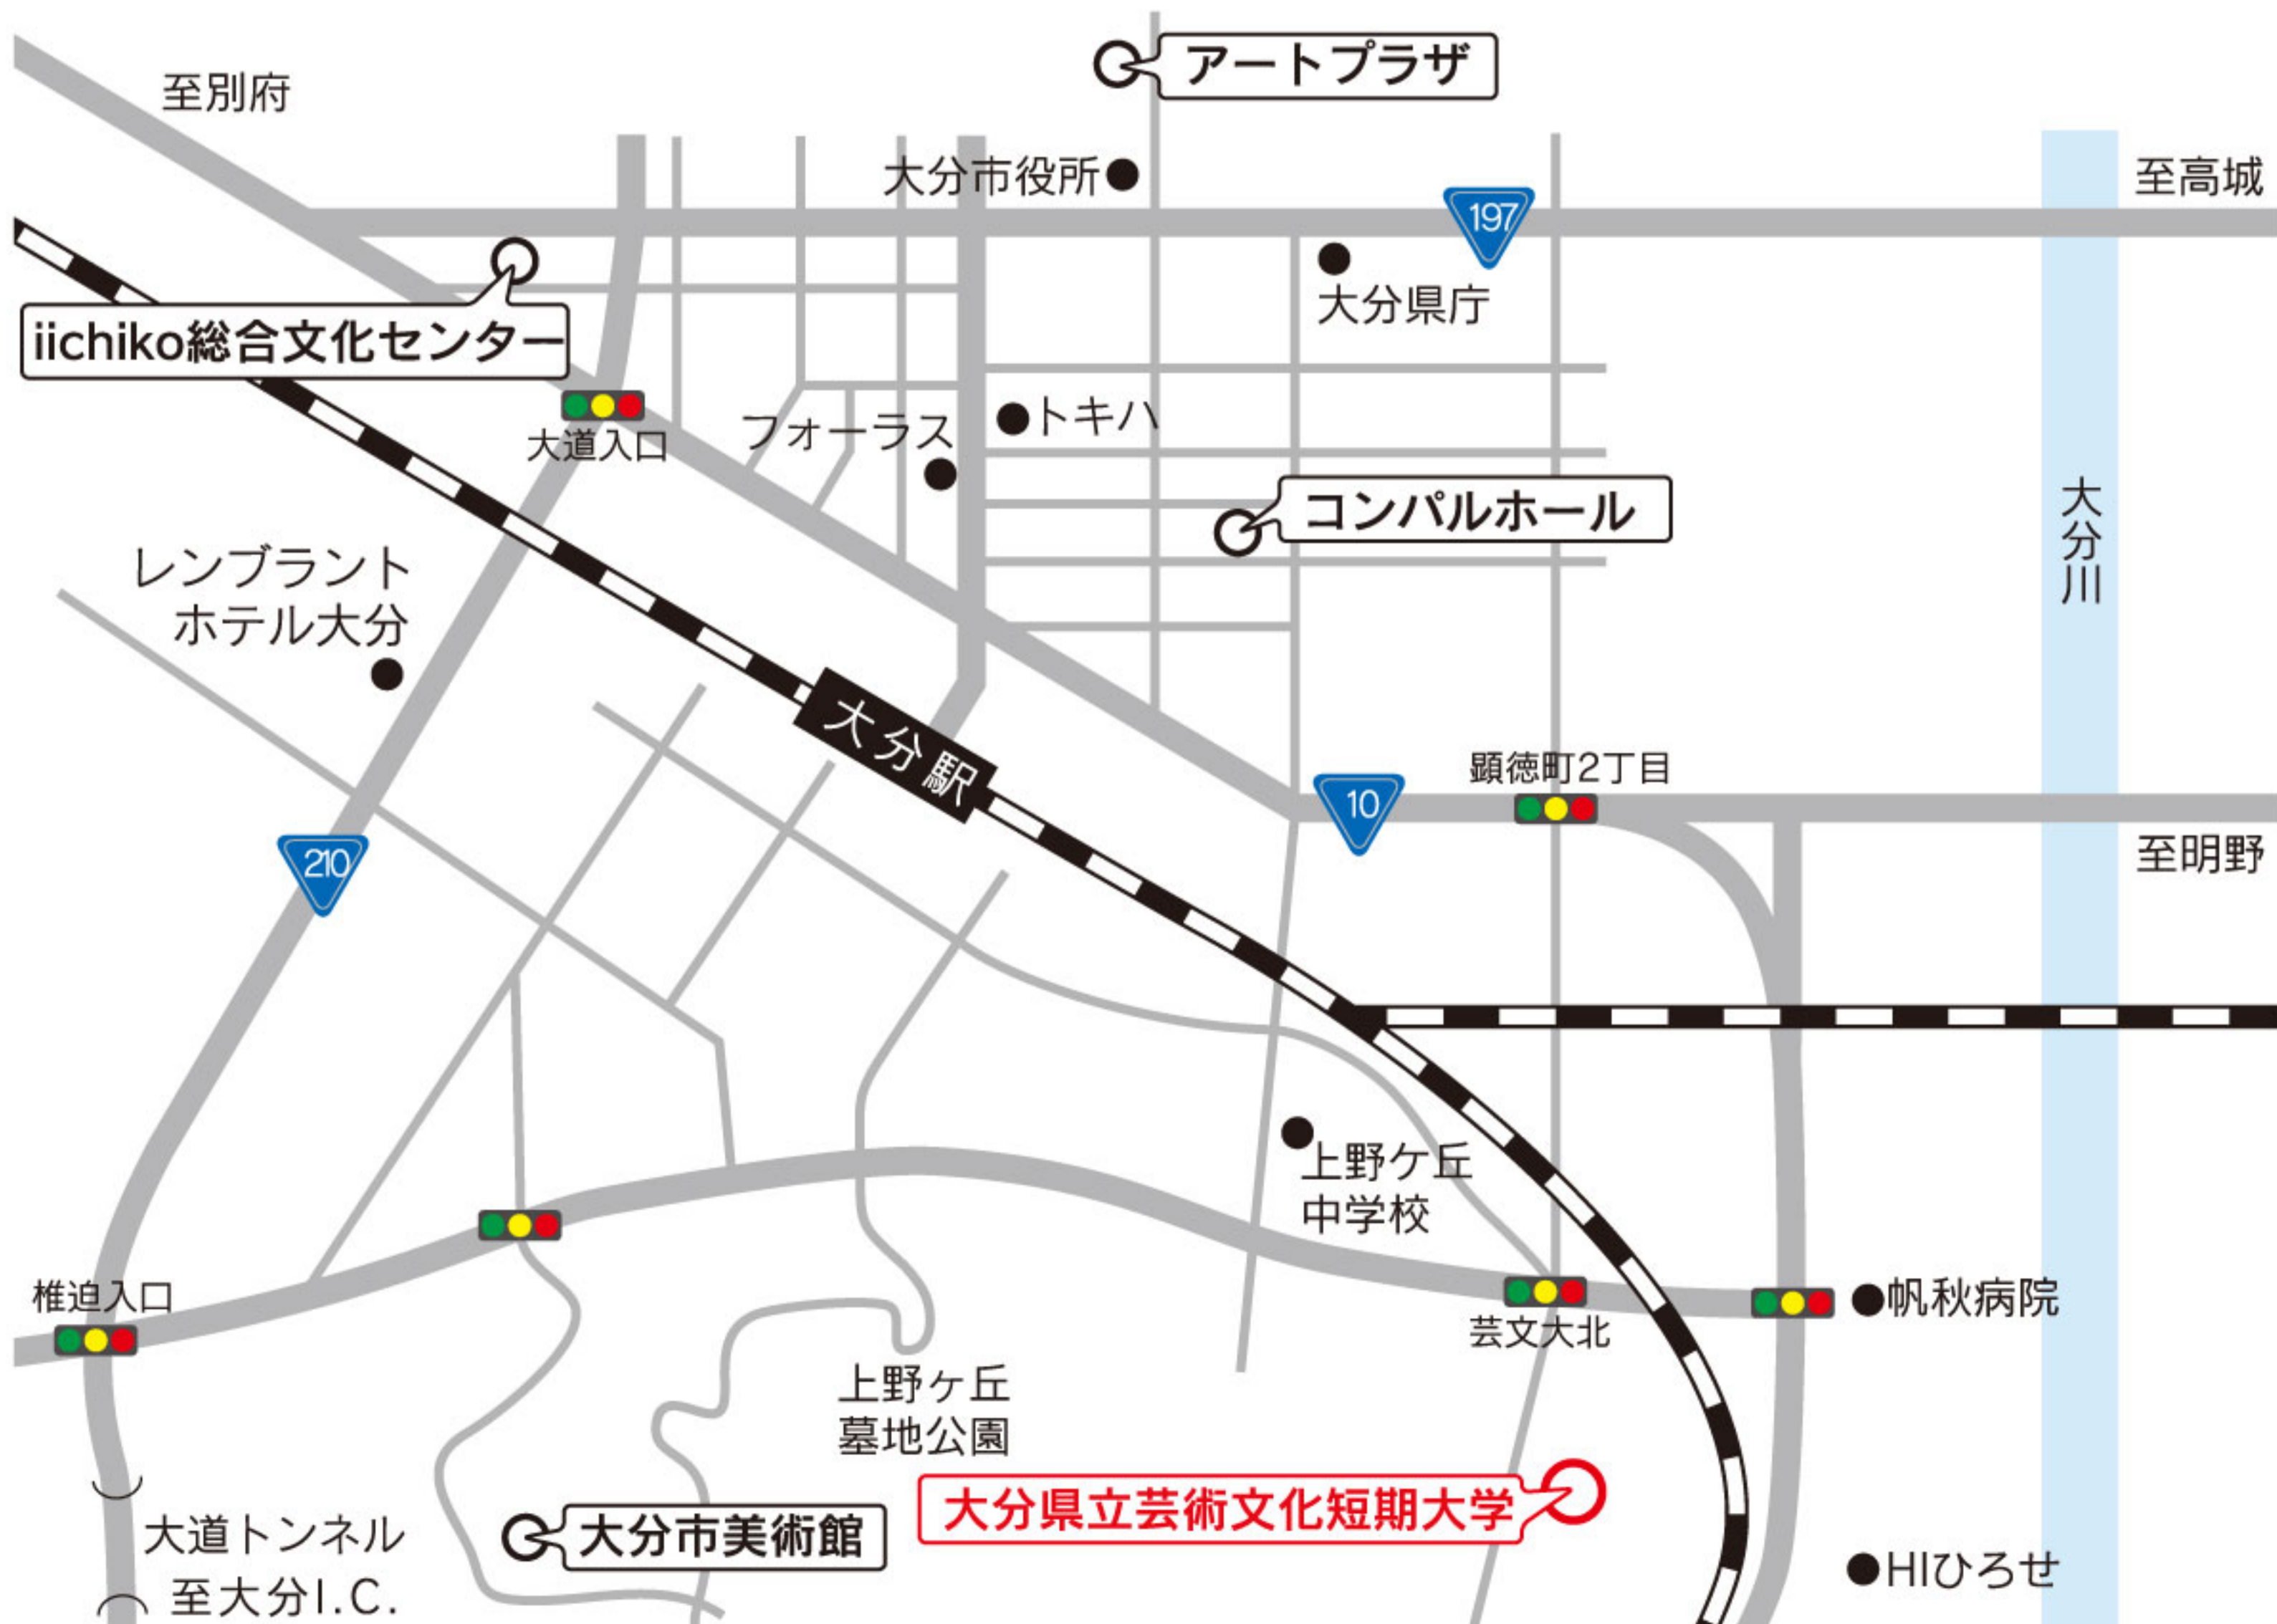 アートプラザ
至別府
大分市役所
至高城
197
大分県庁
iichiko総合文化センター
大道入口
フォーラス
トキハ
コンパルホール
大分川
レンブラント
ホテル大分
大分駅
顕徳町2丁目
10
至明野
210
上野ケ丘
中学校
椎迫入口
帆秋病院
芸文大北
上野ヶ丘
墓地公園
大分県立芸術文化短期大学
大分市美術館
大道トンネル
至大分I.C.
HIひろせ